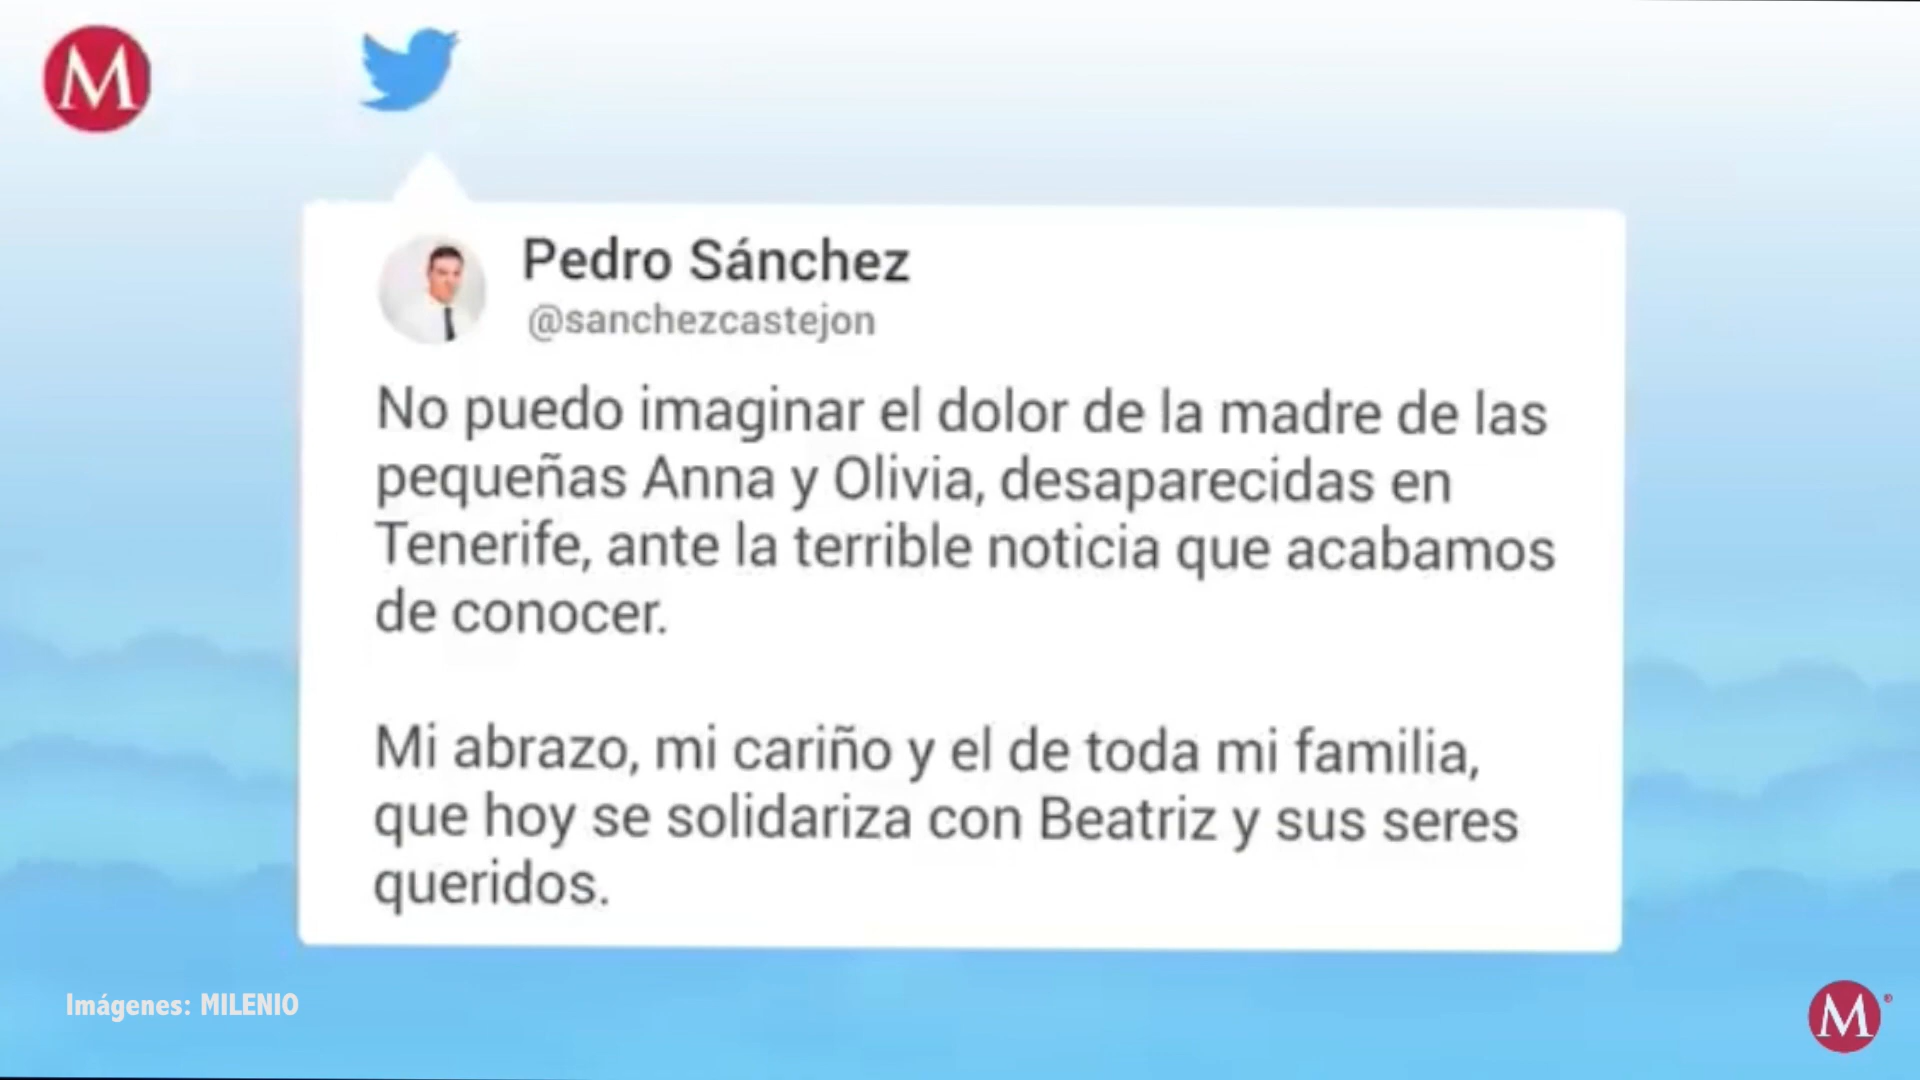 M
Pedro Sánchez
@sanchezcastejon
No puedo imaginar el dolor de la madre de las
pequeñas Anna y Olivia, desaparecidas en
Tenerife, ante la terrible noticia que acabamos
de conocer.
Mi abrazo, mi cariño y el de toda mi familia,
que hoy se solidariza con Beatriz y sus seres
queridos.
Imágenes: MILENIO
M®